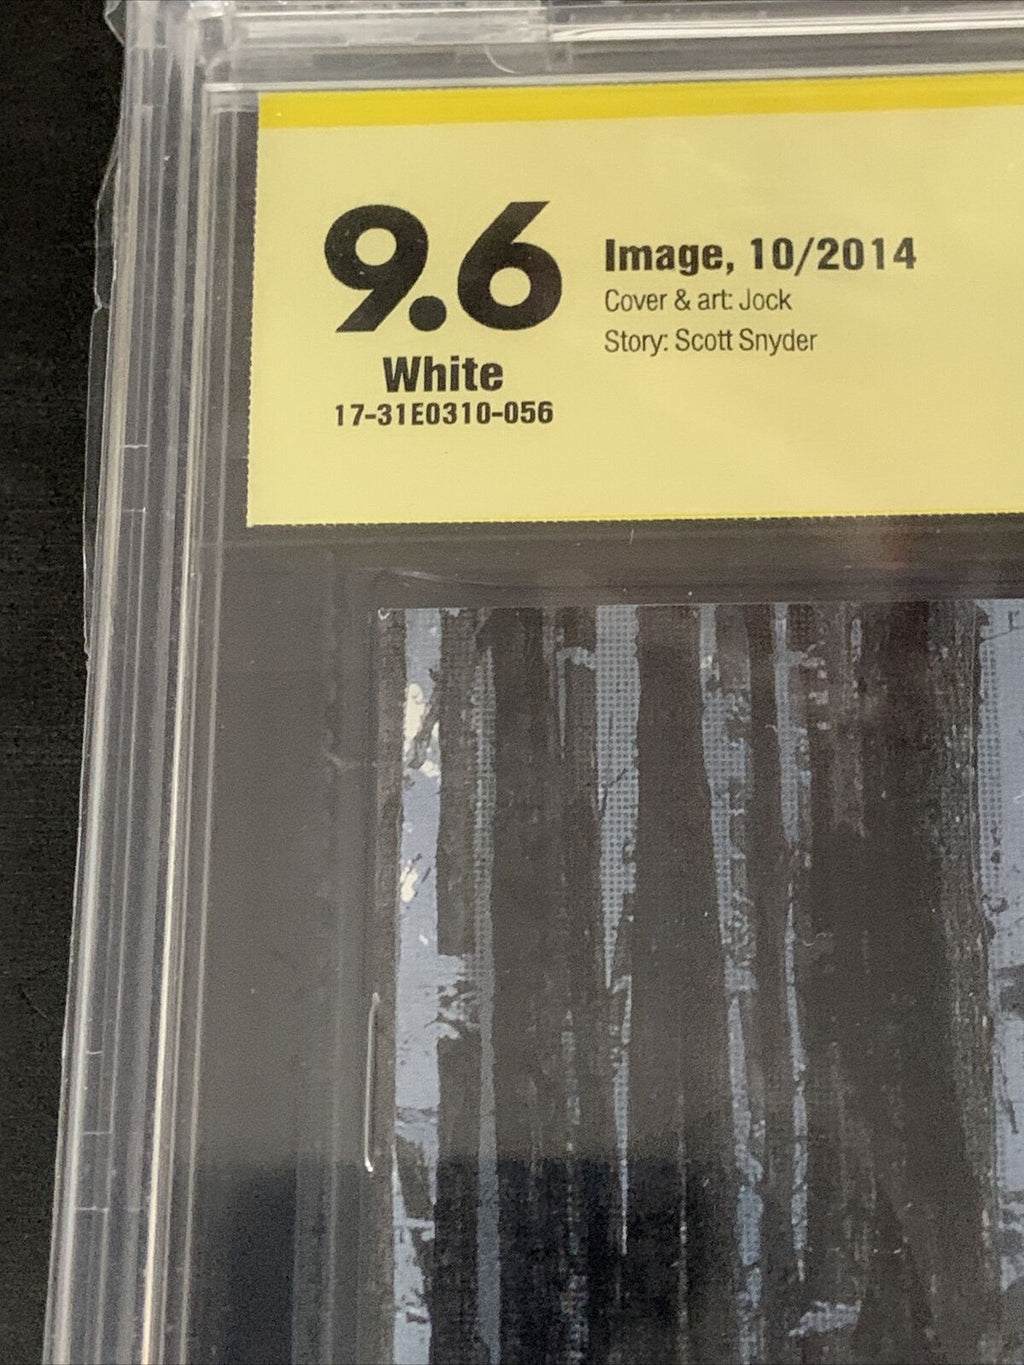 9.6
White
17-31E0310-056
Image, 10/2014
Cover & art: Jock
Story: Scott Snyder